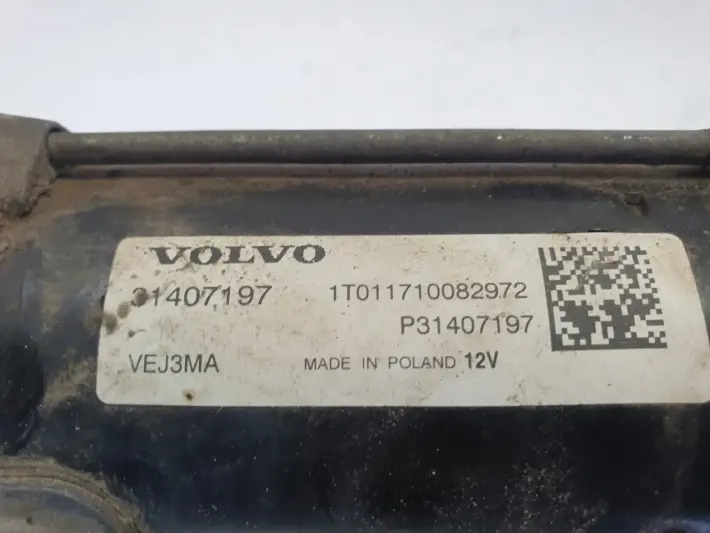 VOLVO
31407197 1T011710082972
P31407197
VEJ3MA MADE IN POLAND 12V